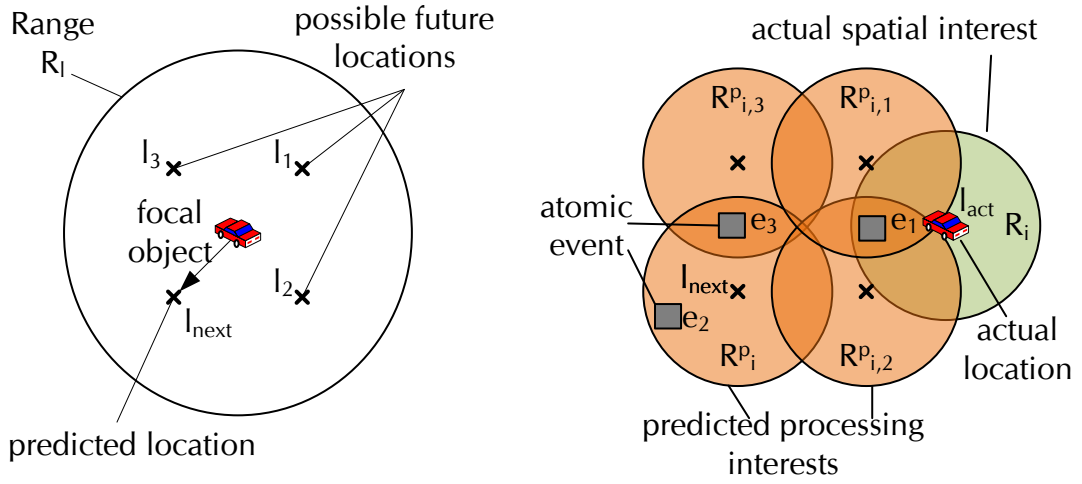 Range
R_l
possible future
locations
l_3
l_1
focal
object
l_2
l_next
predicted location
actual spatial interest
R^p_i,3
R^p_i,1
atomic
event
e_3
e_1
l_act
R_i
l_next
e_2
R^p_i
R^p_i,2
actual
location
predicted processing
interests